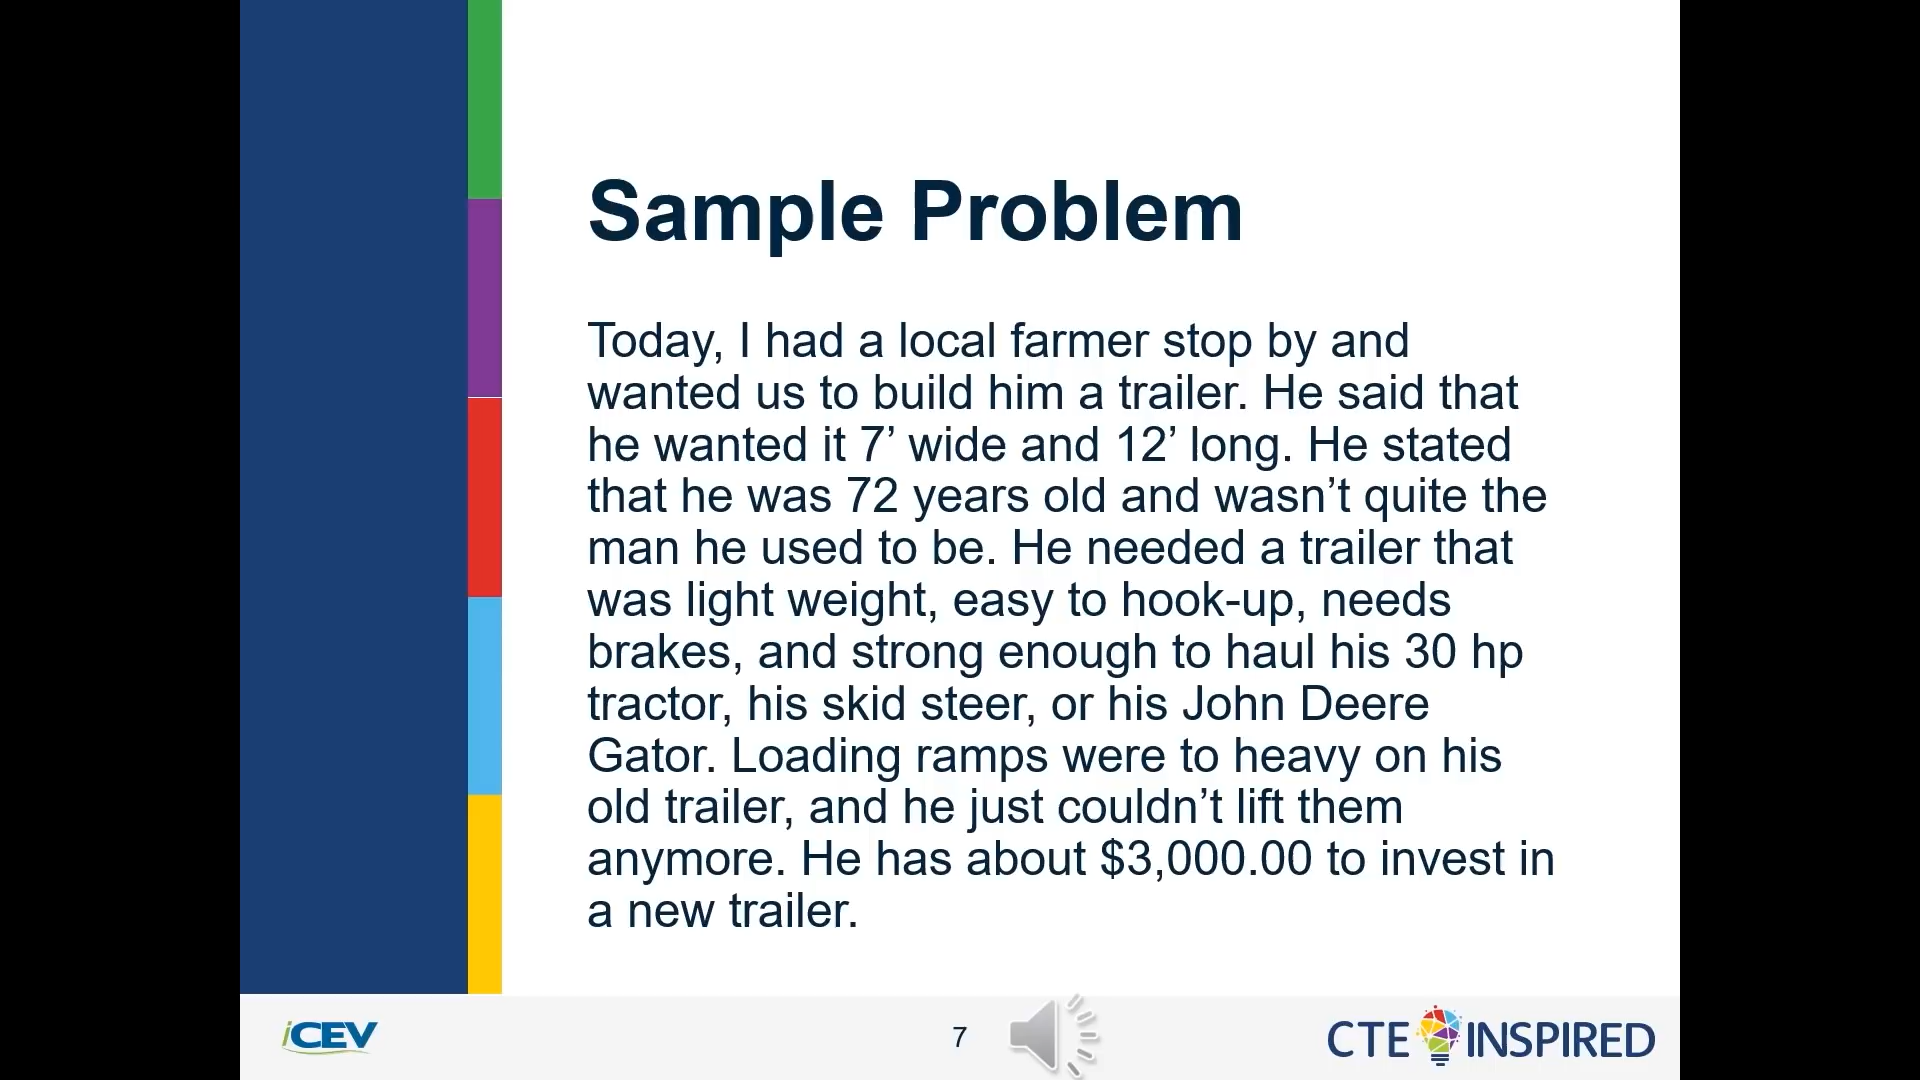 Sample Problem
Today, I had a local farmer stop by and
wanted us to build him a trailer. He said that
he wanted it 7’ wide and 12’ long. He stated
that he was 72 years old and wasn’t quite the
man he used to be. He needed a trailer that
was light weight, easy to hook-up, needs
brakes, and strong enough to haul his 30 hp
tractor, his skid steer, or his John Deere
Gator. Loading ramps were to heavy on his
old trailer, and he just couldn’t lift them
anymore. He has about $3,000.00 to invest in
a new trailer.
iCEV
7
CTE INSPIRED